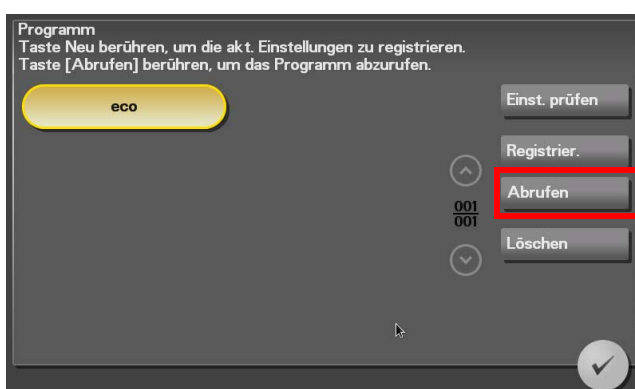 Programm
Taste Neu berühren, um die akt. Einstellungen zu registrieren.
Taste [Abrufen] berühren, um das Programm abzurufen.
eco
Einst. prüfen
Registrier.
Abrufen
001
001
Löschen